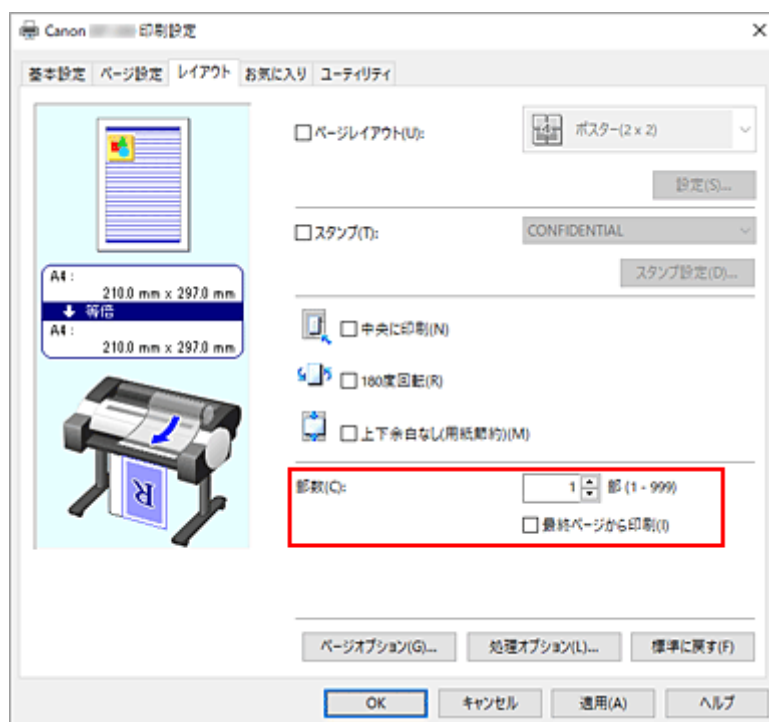 Canon 印刷設定
基本設定 ページ設定 レイアウト お気に入り ユーティリティ
ページレイアウト(U): ポスター(2 x 2)
設定(S)...
スタンプ(T): CONFIDENTIAL
スタンプ設定(D)...
A4 :
210.0 mm x 297.0 mm
等倍
A4 :
210.0 mm x 297.0 mm
中央に印刷(N)
180度回転(R)
上下余白なし(用紙節約)(M)
R
部数(C): 1 部 (1 - 999)
最終ページから印刷(I)
ページオプション(G)... 処理オプション(L)... 標準に戻す(F)
OK キャンセル 適用(A) ヘルプ